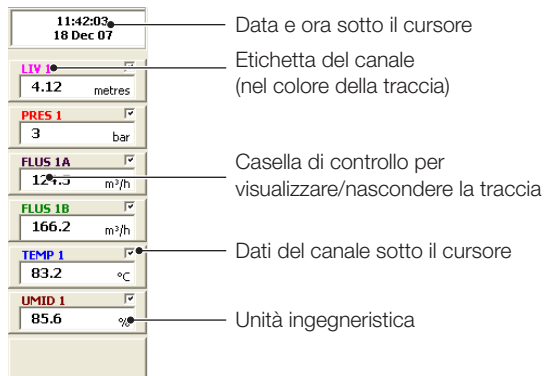 11:42:03
18 Dec 07
Data e ora sotto il cursore
LIV 1
4.12 metres
Etichetta del canale
(nel colore della traccia)
PRES 1
3 bar
FLUS 1A
124.5 m³/h
Casella di controllo per
visualizzare/nascondere la traccia
FLUS 1B
166.2 m³/h
TEMP 1
83.2 °C
Dati del canale sotto il cursore
UMID 1
85.6 %
Unità ingegneristica